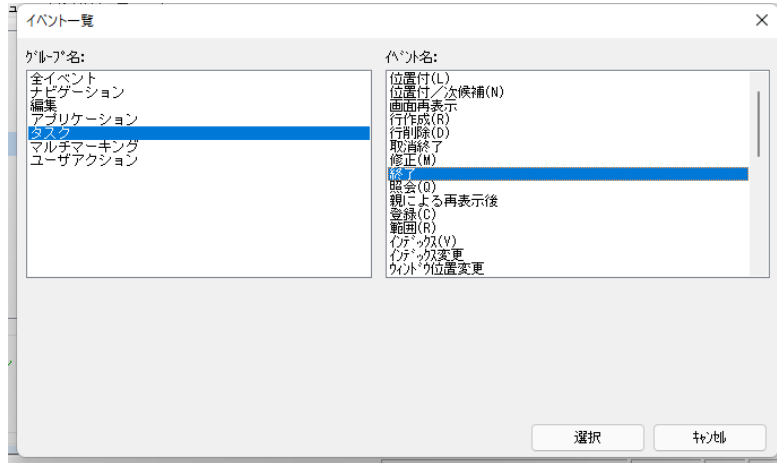 イベント一覧
ｸﾞﾙｰﾌﾟ名:
全イベント
ナビゲーション
編集
アプリケーション
タスク
マルチマーキング
ユーザアクション
ｲﾍﾞﾝﾄ名:
位置付(L)
位置付／次候補(N)
画面再表示
行作成(R)
行削除(D)
取消終了
修正(M)
終了
照会(Q)
親による再表示後
登録(C)
範囲(R)
ｲﾝﾃﾞｯｸｽ(V)
ｲﾝﾃﾞｯｸｽ変更
ｳｨﾝﾄﾞｳ位置変更
選択
ｷｬﾝｾﾙ